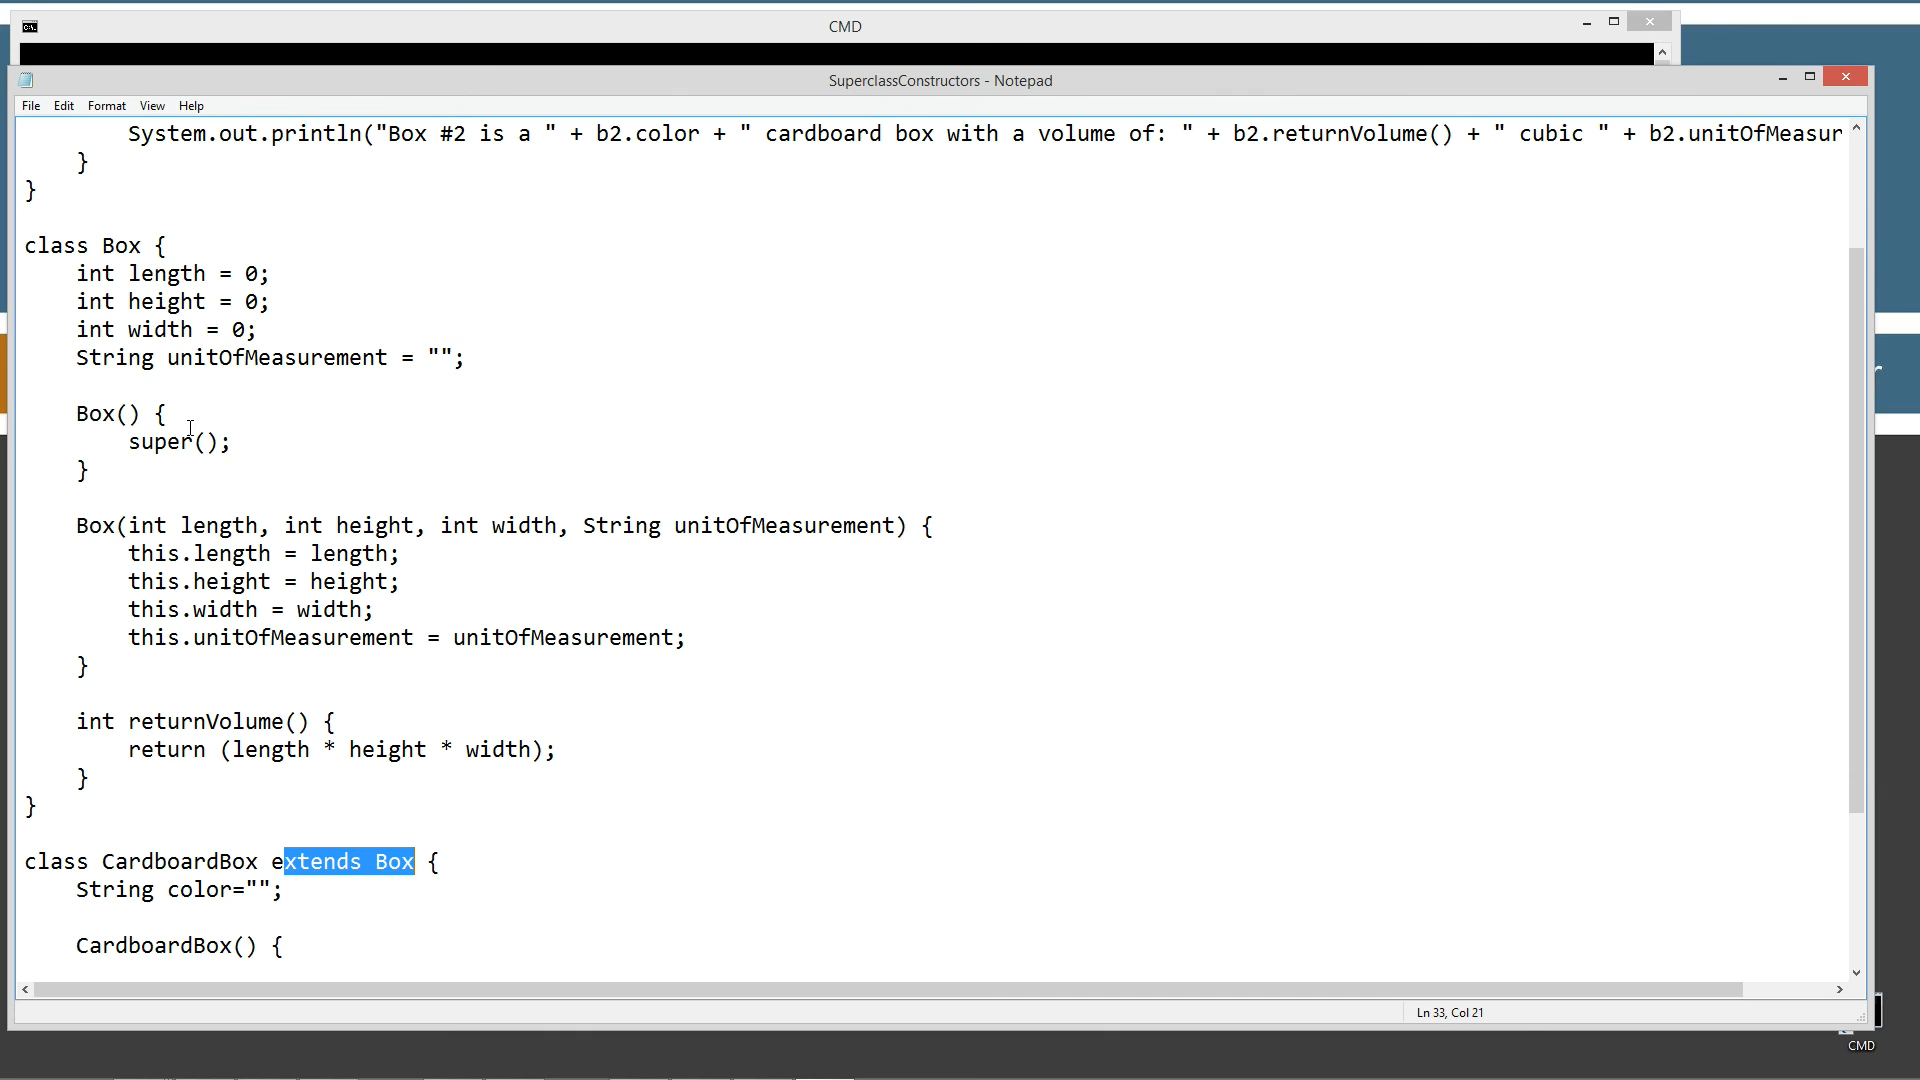 CMD
SuperclassConstructors - Notepad
File Edit Format View Help
System.out.println("Box #2 is a " + b2.color + " cardboard box with a volume of: " + b2.returnVolume() + " cubic " + b2.unitOfMeasur
}
}
class Box {
int length = 0;
int height = 0;
int width = 0;
String unitOfMeasurement = "";
Box() {
super();
}
Box(int length, int height, int width, String unitOfMeasurement) {
this.length = length;
this.height = height;
this.width = width;
this.unitOfMeasurement = unitOfMeasurement;
}
int returnVolume() {
return (length * height * width);
}
}
class CardboardBox extends Box {
String color="";
CardboardBox() {
Ln 33, Col 21
CMD